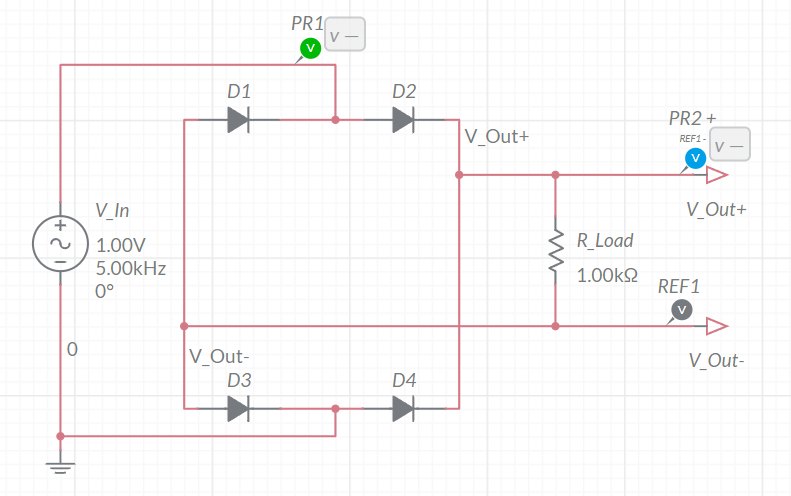 PR1
V
v —
D1
D2
V_Out+
PR2 +
REF1-
V
v —
V_Out+
V_In
1.00V
5.00kHz
0°
R_Load
1.00kΩ
REF1
V
V_Out-
0
V_Out-
D3
D4